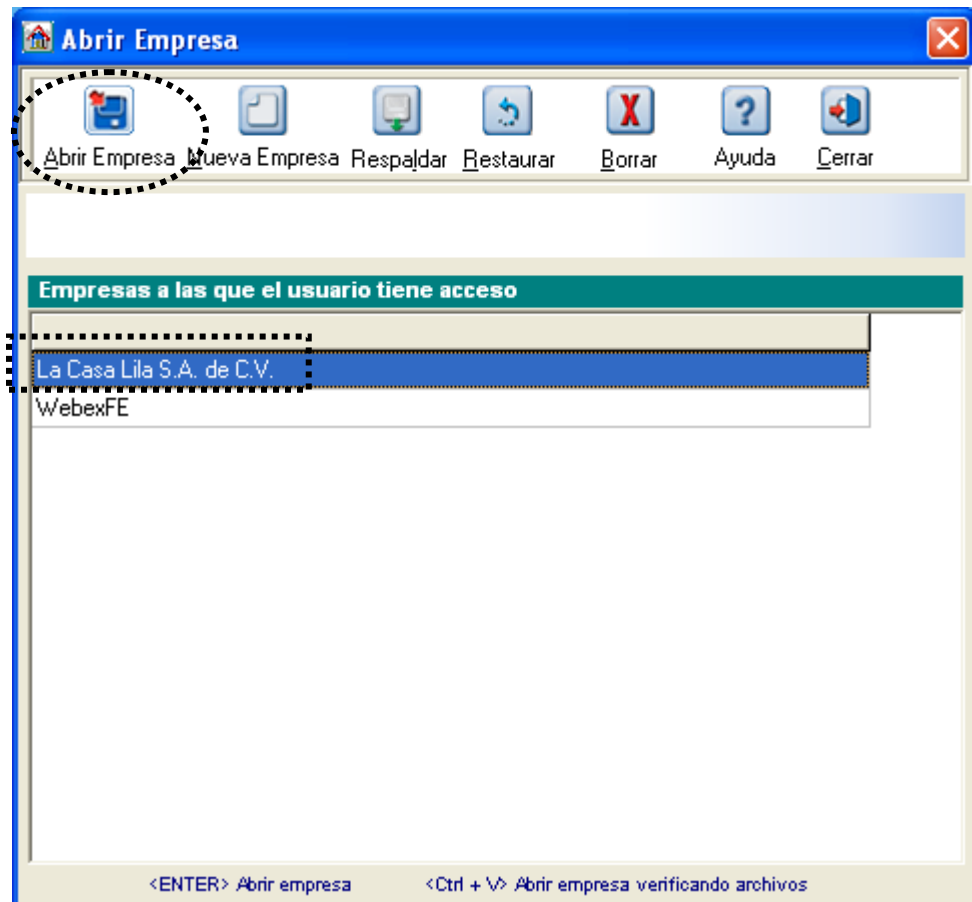 Abrir Empresa
Abrir Empresa Nueva Empresa Respaldar Restaurar Borrar Ayuda Cerrar
Empresas a las que el usuario tiene acceso
La Casa Lila S.A. de C.V.
WebexFE
<ENTER> Abrir empresa <Ctrl + V> Abrir empresa verificando archivos